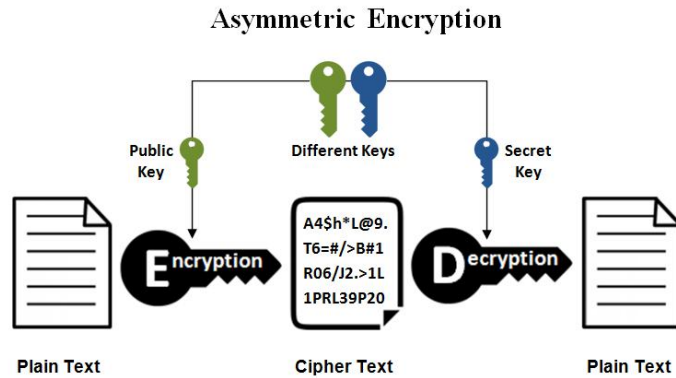 Asymmetric Encryption
Public
Key
Different Keys
Secret
Key
Encryption
A4$h*L@9.
T6=#/>B#1
R06/J2.>1L
1PRL39P20
Decryption
Plain Text
Cipher Text
Plain Text